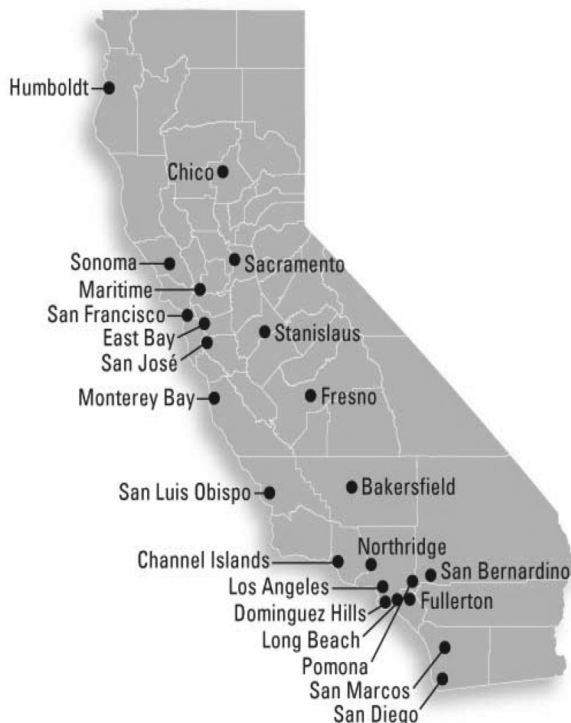 Humboldt
Chico
Sonoma
Sacramento
Maritime
San Francisco
East Bay
Stanislaus
San José
Monterey Bay
Fresno
San Luis Obispo
Bakersfield
Channel Islands
Northridge
San Bernardino
Los Angeles
Dominguez Hills
Fullerton
Long Beach
Pomona
San Marcos
San Diego